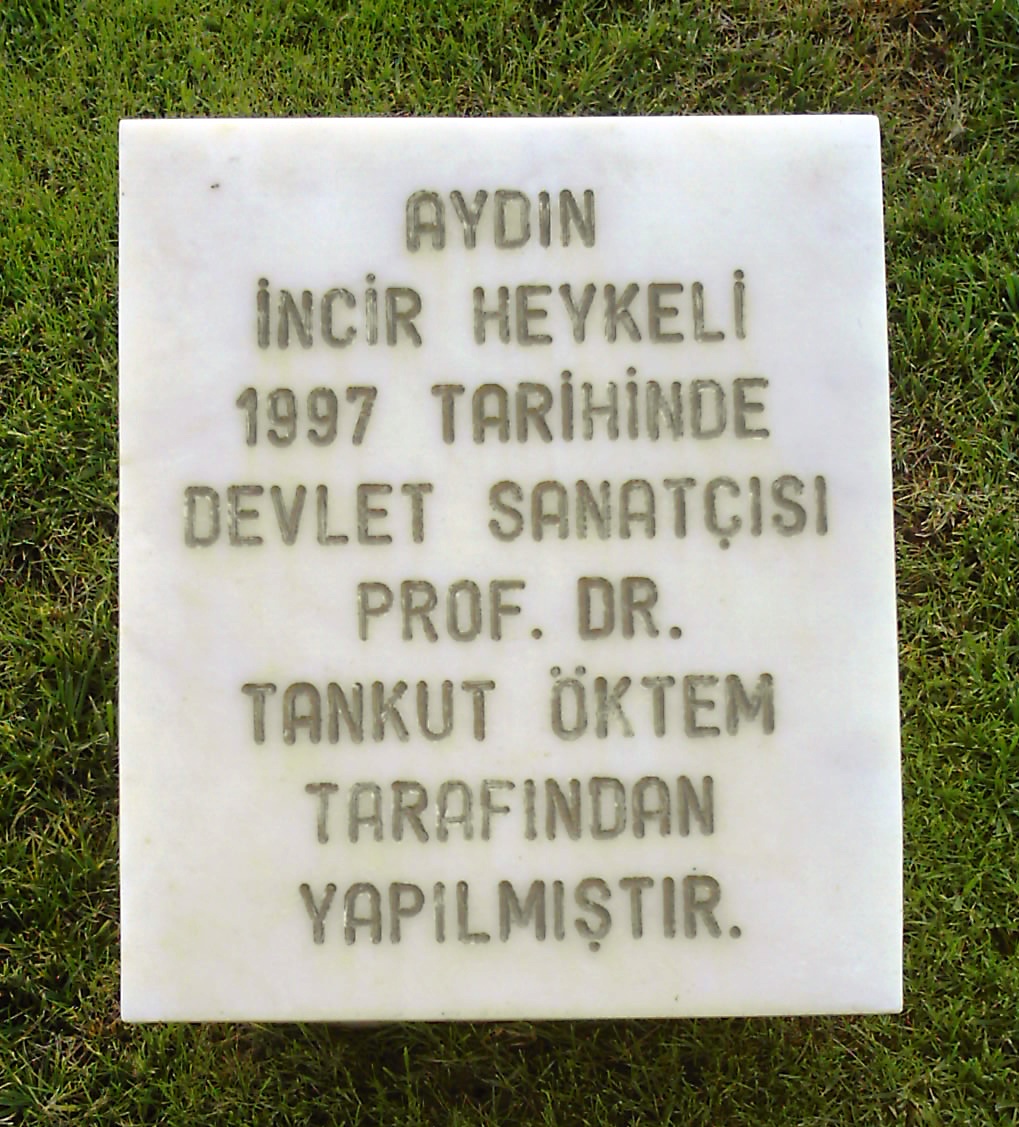 AYDIN
İNCİR HEYKELİ
1997 TARİHİNDE
DEVLET SANATÇISI
PROF. DR.
TANKUT ÖKTEM
TARAFINDAN
YAPILMIŞTIR.